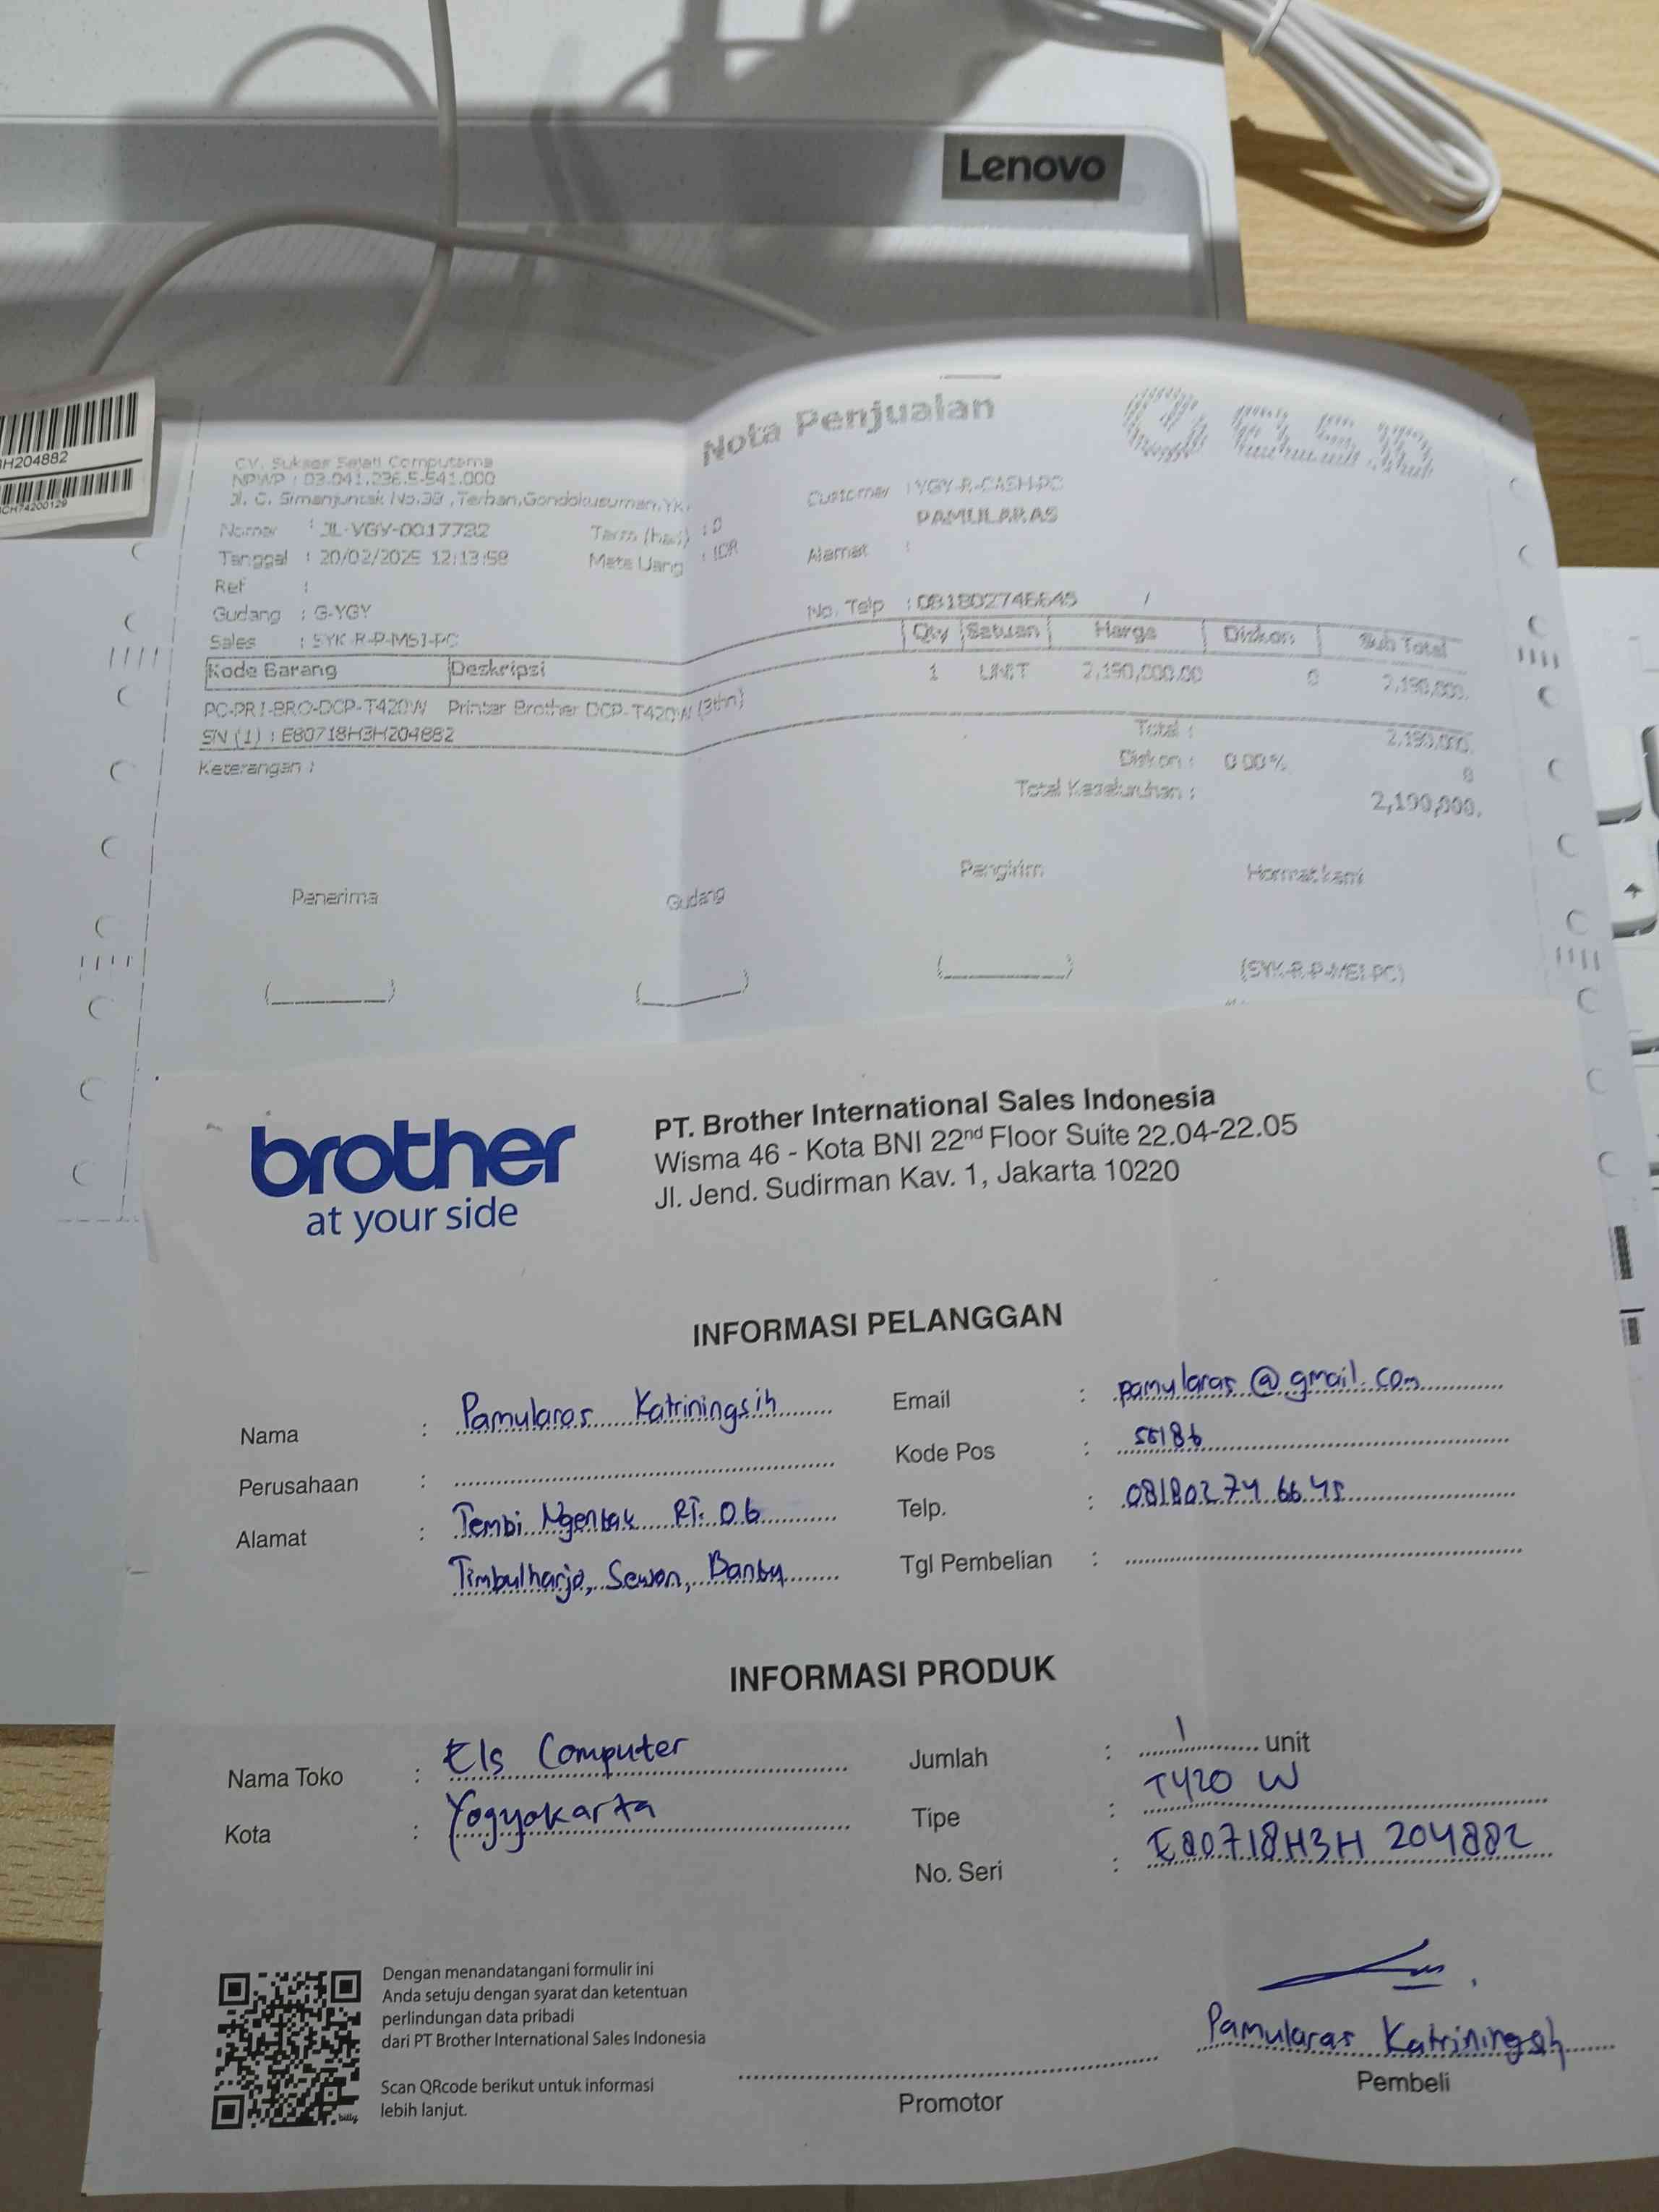 Lenovo
H204882
CH74200129
Nota Penjualan
CV. Sukses Sejati Computama
NPWP : 03.041.236.5-541.000
Jl. C. Simanjuntak No.38 ,Terban,Gondokusuman,Yk.
Nomor : JL-YGY-0017732
Tanggal : 20/02/2025 12:13:58
Ref :
Gudang : G-YGY
Sales : SYK-R-P-MSI-PC
Term (hari) : 0
Mata Uang : IDR
Customer : YGY-R-CASH-PC
PAMULARAS
Alamat :
No. Telp : 081802746645 /
Kode Barang Deskripsi Qty Satuan Harga Diskon Sub Total
PC-PRI-BRO-DCP-T420W Printer Brother DCP-T420W (3thn) 1 UNIT 2,190,000.00 0 2,190,000.
SN (1) : E80718H3H204882
Keterangan :
Total : 2,190,000.
Diskon : 0.00% 0
Total Keseluruhan : 2,190,000.
Penerima Gudang Pengirim Hormat kami
(SYK-R-P-MSI-PC)
brother
at your side
PT. Brother International Sales Indonesia
Wisma 46 - Kota BNI 22nd Floor Suite 22.04-22.05
Jl. Jend. Sudirman Kav. 1, Jakarta 10220
INFORMASI PELANGGAN
Nama : Pamularas Katriningsih
Perusahaan :
Alamat : Tembi Ngentak RT. 06
Timbulharjo, Sewon, Bantu
Email : pamularas@gmail.com
Kode Pos : 55186
Telp. : 081802746645
Tgl Pembelian :
INFORMASI PRODUK
Nama Toko : Els Computer
Kota : Yogyakarta
Jumlah : 1 unit
Tipe : T420 W
No. Seri : E80718H3H 204882
Dengan menandatangani formulir ini
Anda setuju dengan syarat dan ketentuan
perlindungan data pribadi
dari PT Brother International Sales Indonesia
Scan QRcode berikut untuk informasi
lebih lanjut.
bitly
Promotor
Pamularas Katriningsih
Pembeli